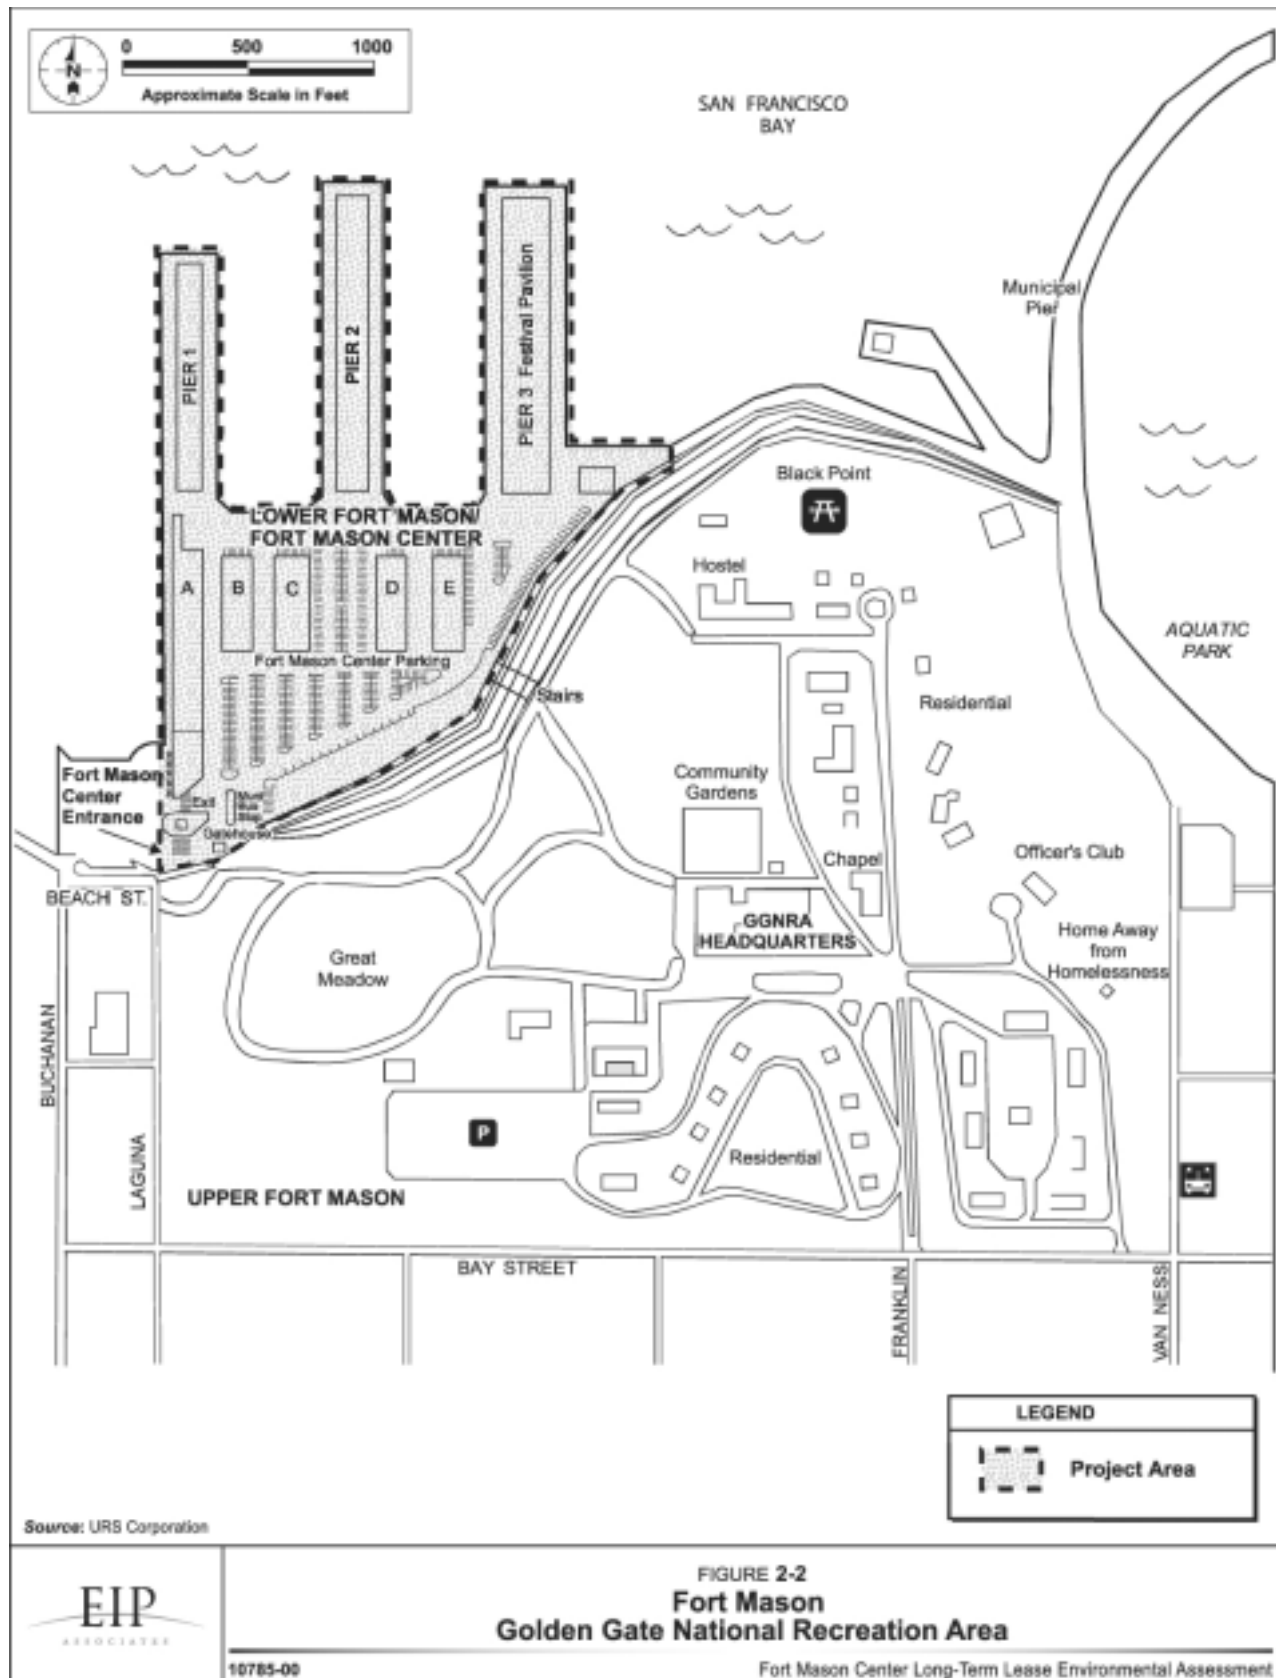 0 500 1000
N
Approximate Scale in Feet
SAN FRANCISCO
BAY
Municipal
Pier
PIER 1
PIER 2
PIER 3 Festival Pavilion
Black Point
LOWER FORT MASON/
FORT MASON CENTER
Hostel
A B C D E
AQUATIC
PARK
Fort Mason Center Parking
Stairs
Residential
Fort Mason
Center
Entrance
Community
Gardens
Exit
Muni
Bus
Stop
Gatehouse
Chapel
Officer's Club
BEACH ST.
GGNRA
HEADQUARTERS
Home Away
from
Homelessness
Great
Meadow
BUCHANAN
LAGUNA
P
Residential
UPPER FORT MASON
BAY STREET
FRANKLIN
VAN NESS
LEGEND
Project Area
Source: URS Corporation
EIP
ASSOCIATES
FIGURE 2-2
Fort Mason
Golden Gate National Recreation Area
10785-00
Fort Mason Center Long-Term Lease Environmental Assessment